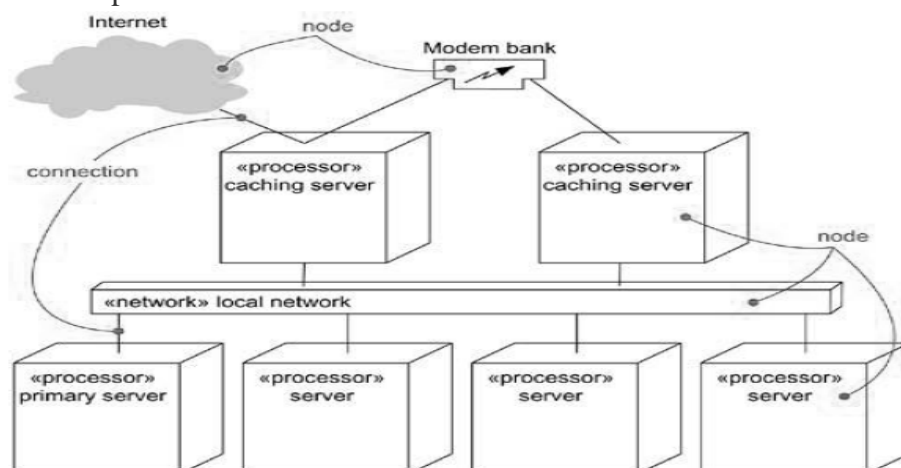 Internet
node
Modem bank
«processor»
caching server
«processor»
caching server
connection
node
«network» local network
«processor»
primary server
«processor»
server
«processor»
server
«processor»
server